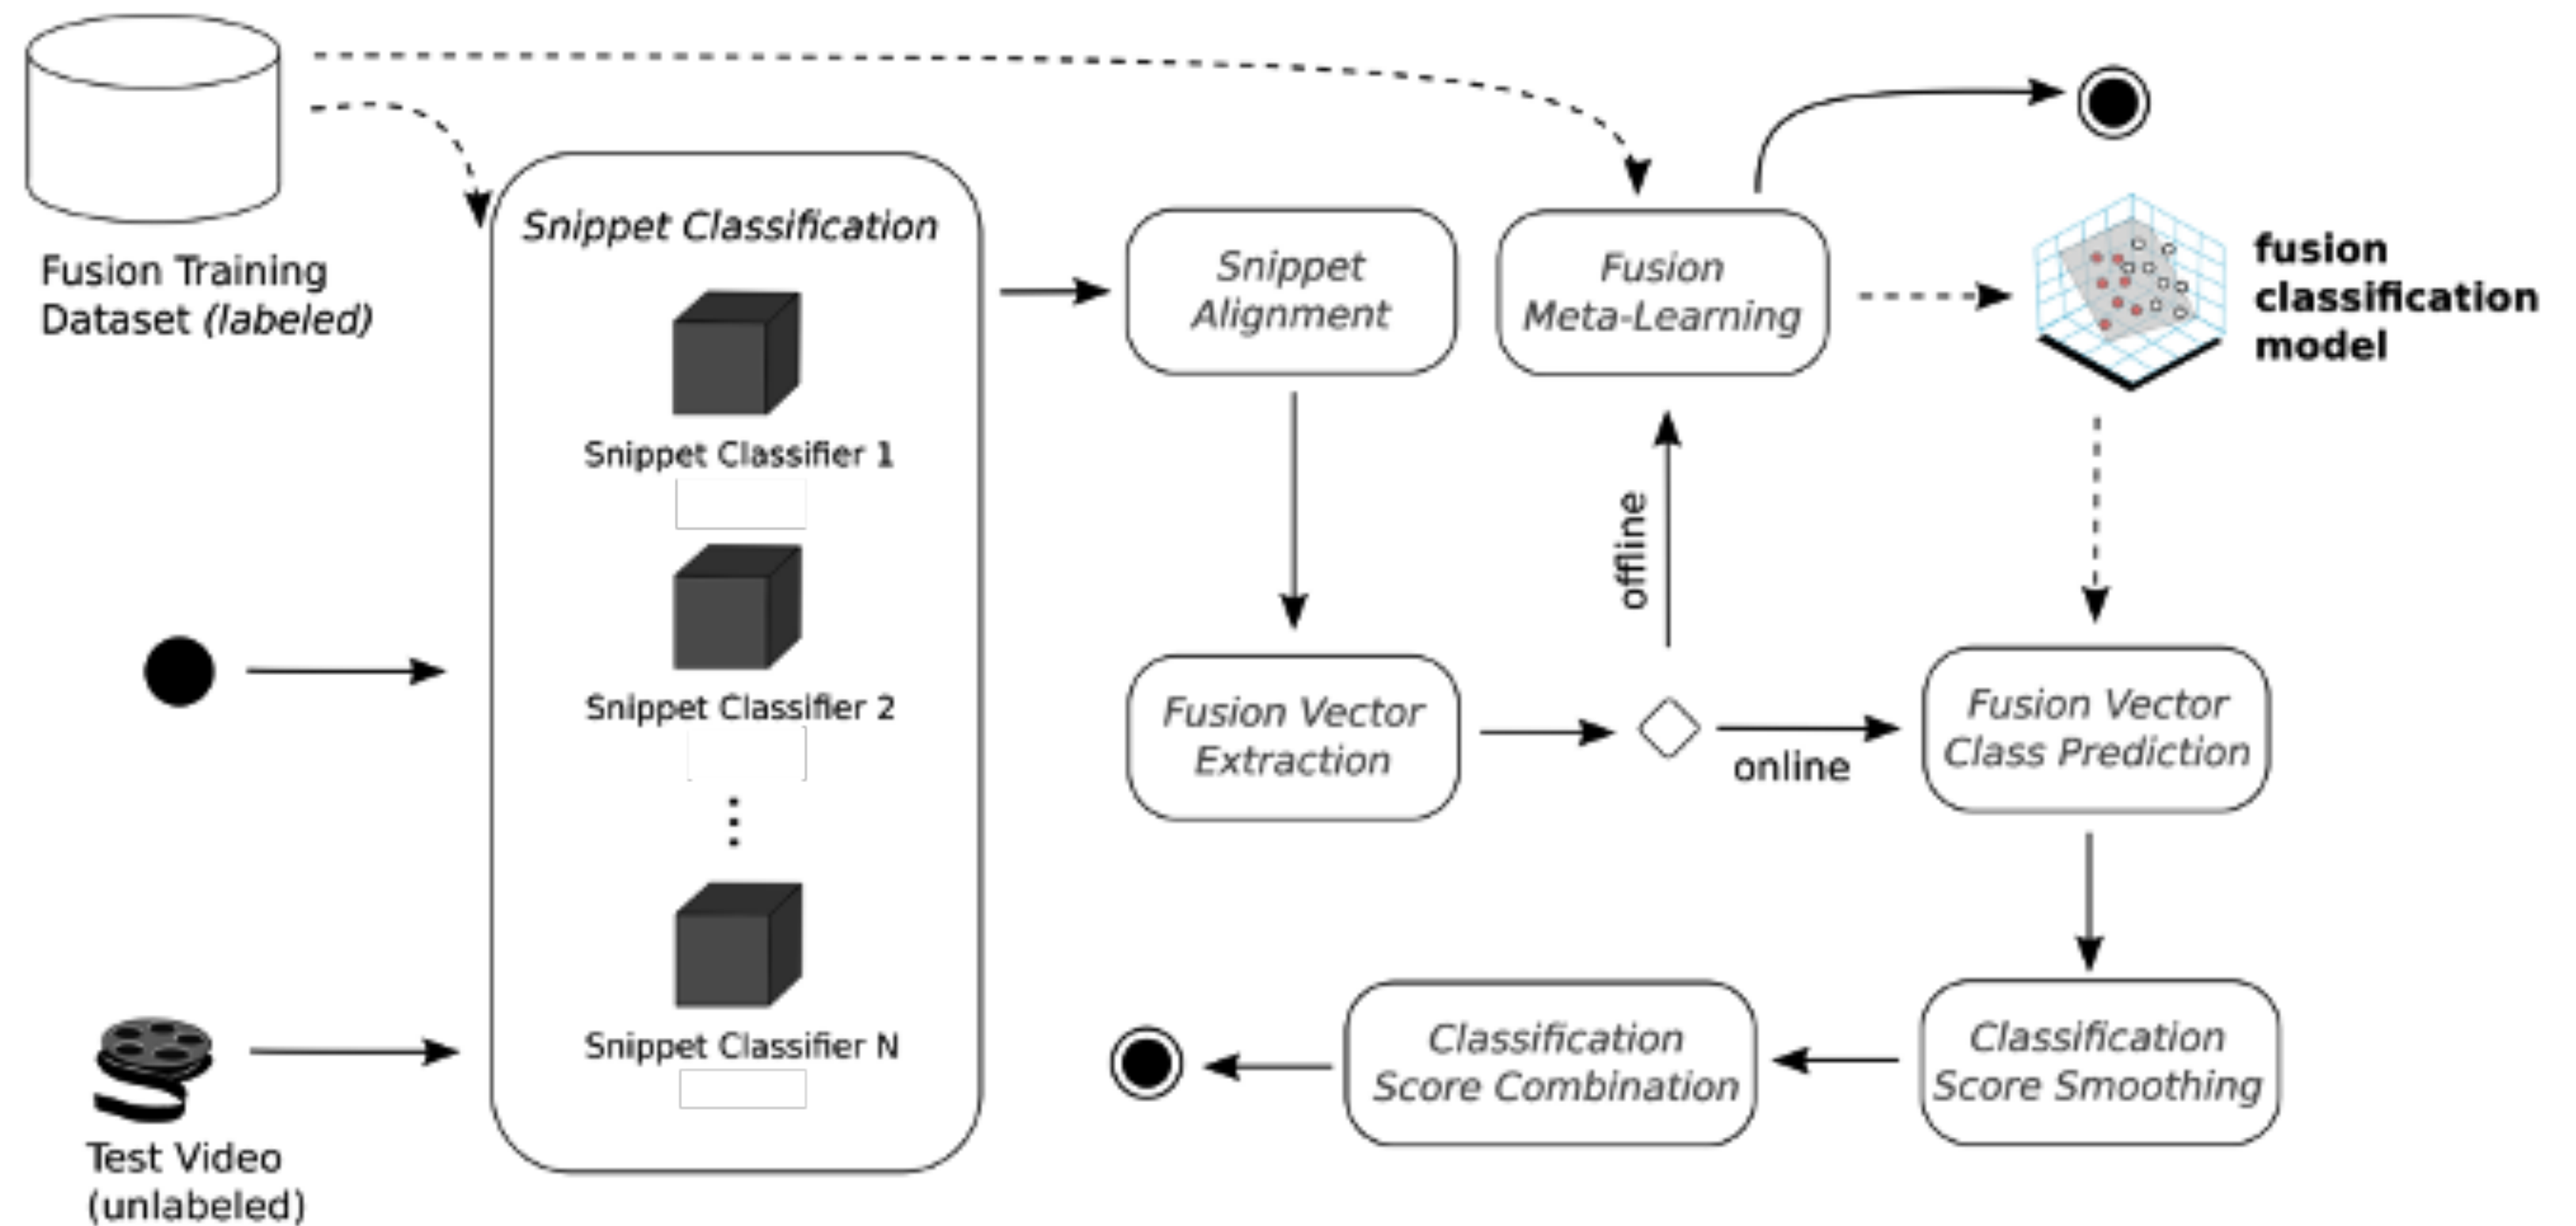 Fusion Training
Dataset (labeled)
Snippet Classification
Snippet Classifier 1
Snippet Classifier 2
Snippet Classifier N
Test Video
(unlabeled)
Snippet
Alignment
Fusion
Meta-Learning
fusion
classification
model
offline
Fusion Vector
Extraction
online
Fusion Vector
Class Prediction
Classification
Score Combination
Classification
Score Smoothing